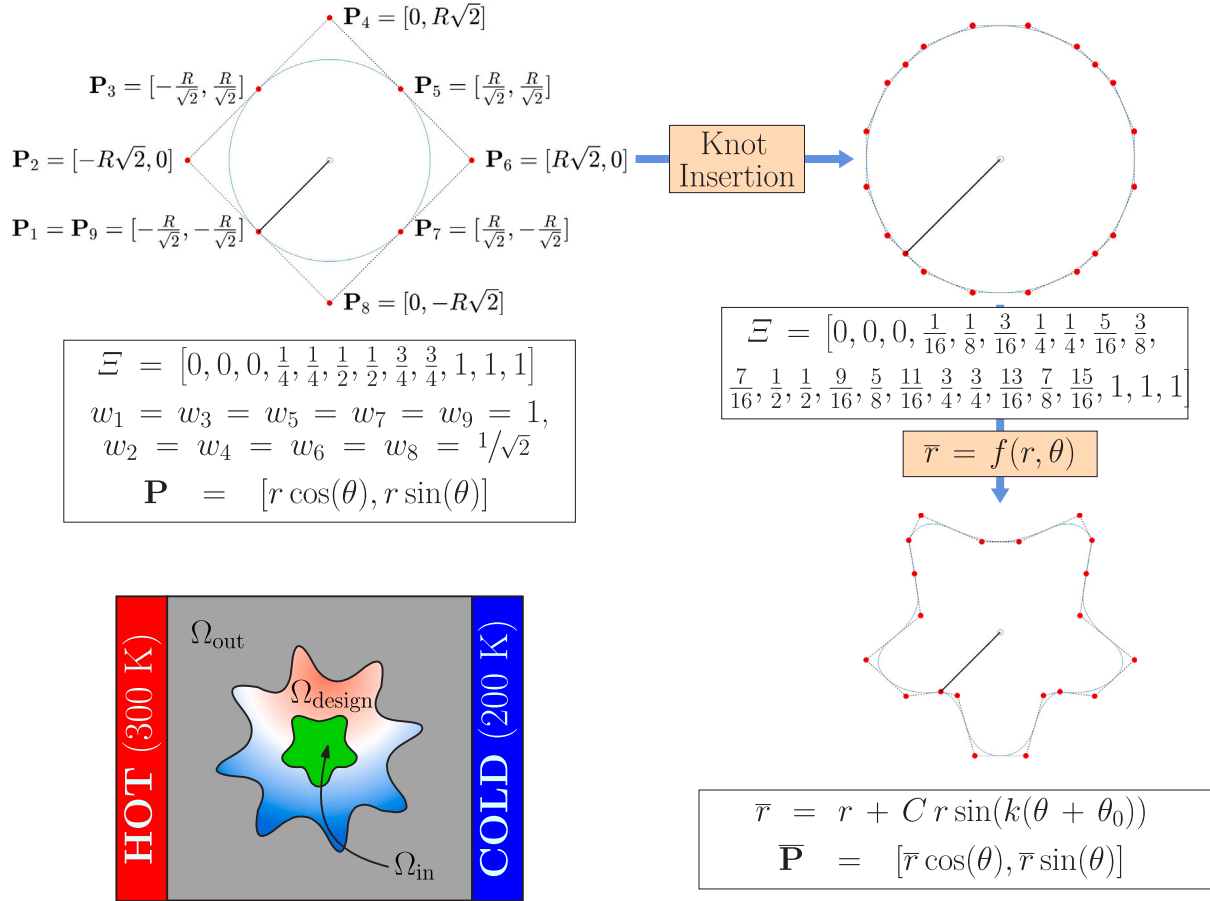 P₄ = [0, R√2]
P₃ = [−R/√2, R/√2]
P₅ = [R/√2, R/√2]
P₂ = [−R√2, 0]
P₆ = [R√2, 0]
P₁ = P₉ = [−R/√2, −R/√2]
P₇ = [R/√2, −R/√2]
P₈ = [0, −R√2]
Ξ = [0, 0, 0, 1/4, 1/4, 1/2, 1/2, 3/4, 3/4, 1, 1, 1]
w₁ = w₃ = w₅ = w₇ = w₉ = 1,
w₂ = w₄ = w₆ = w₈ = 1/√2
P = [r cos(θ), r sin(θ)]
Knot
Insertion
Ξ = [0, 0, 0, 1/16, 1/8, 3/16, 1/4, 1/4, 5/16, 3/8,
7/16, 1/2, 1/2, 9/16, 5/8, 11/16, 3/4, 3/4, 13/16, 7/8, 15/16, 1, 1, 1]
r̅ = f(r, θ)
r̅ = r + C r sin(k(θ + θ₀))
P̅ = [r̅ cos(θ), r̅ sin(θ)]
HOT (300 K)
Ω_out
Ω_design
Ω_in
COLD (200 K)